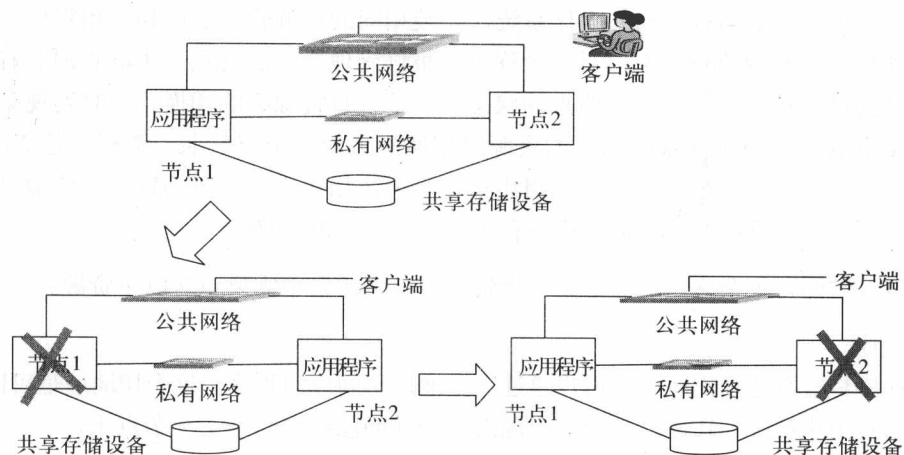 公共网络
客户端
应用程序
节点2
私有网络
节点1
共享存储设备
客户端
公共网络
节点1
应用程序
私有网络
节点2
共享存储设备
客户端
公共网络
应用程序
节点2
私有网络
节点1
共享存储设备